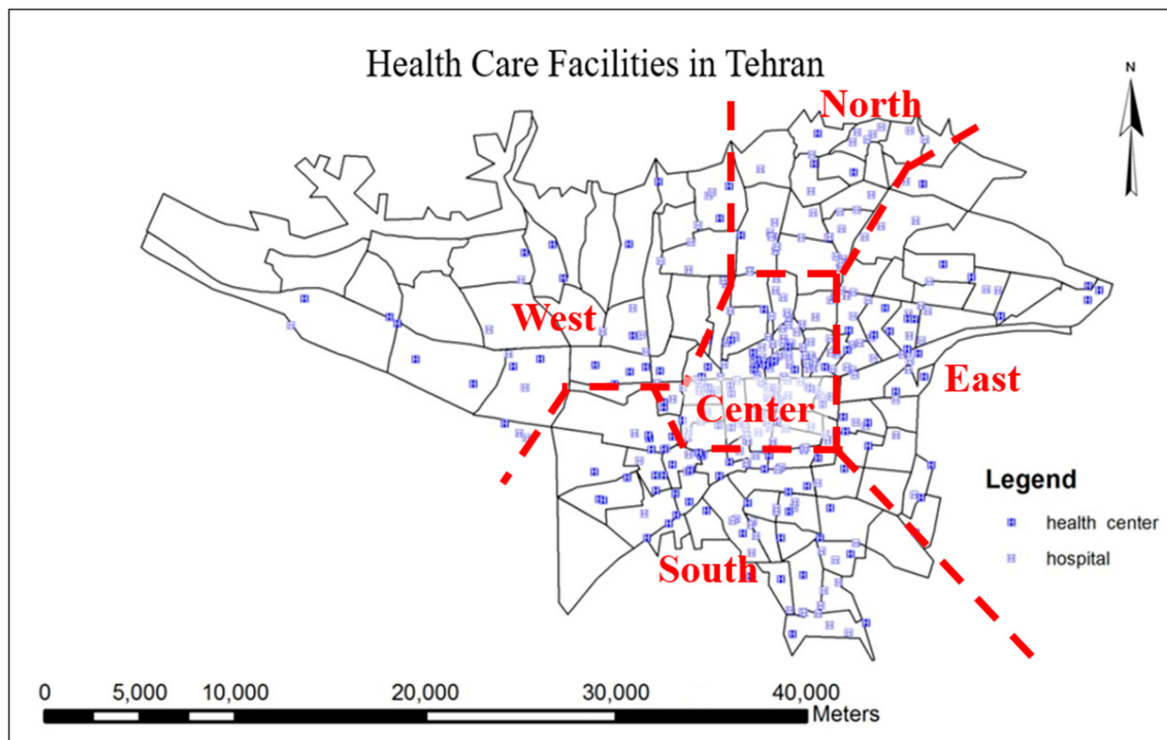 Health Care Facilities in Tehran
N
North
West
East
Center
South
Legend
health center
hospital
0 5,000 10,000 20,000 30,000 40,000
Meters